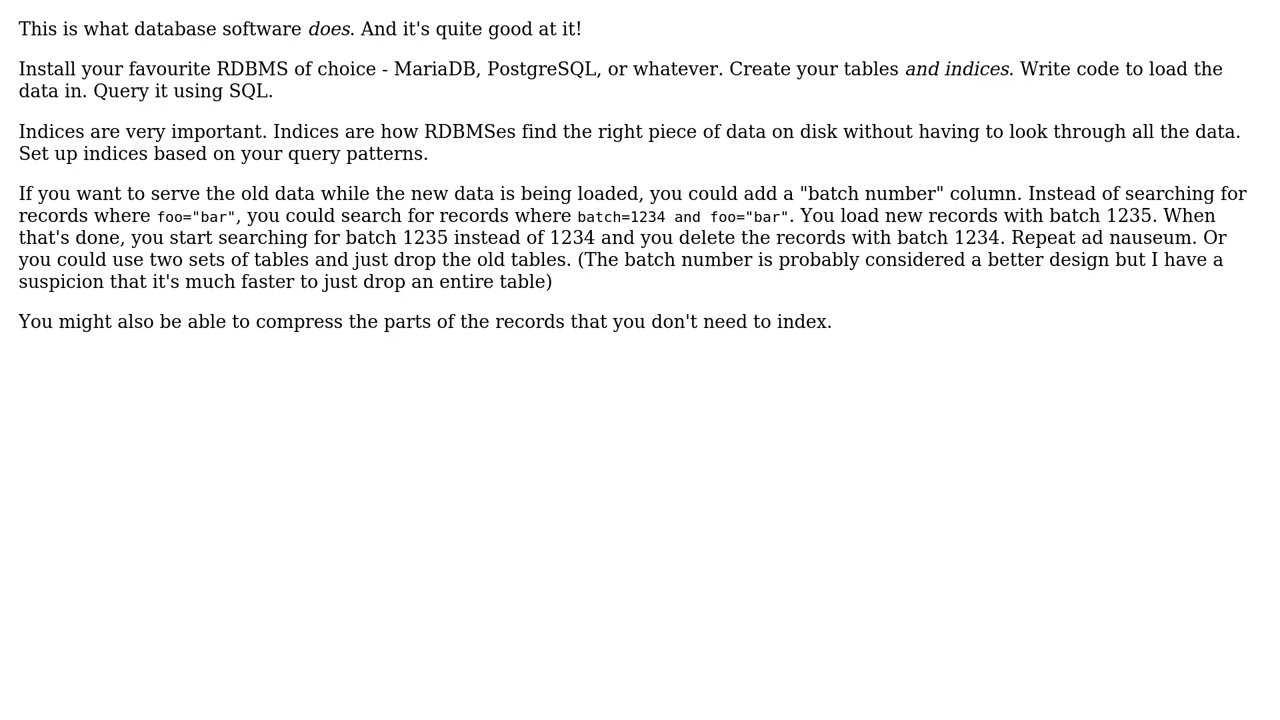 This is what database software does. And it's quite good at it!
Install your favourite RDBMS of choice - MariaDB, PostgreSQL, or whatever. Create your tables and indices. Write code to load the
data in. Query it using SQL.
Indices are very important. Indices are how RDBMSes find the right piece of data on disk without having to look through all the data.
Set up indices based on your query patterns.
If you want to serve the old data while the new data is being loaded, you could add a "batch number" column. Instead of searching for
records where foo="bar", you could search for records where batch=1234 and foo="bar". You load new records with batch 1235. When
that's done, you start searching for batch 1235 instead of 1234 and you delete the records with batch 1234. Repeat ad nauseum. Or
you could use two sets of tables and just drop the old tables. (The batch number is probably considered a better design but I have a
suspicion that it's much faster to just drop an entire table)
You might also be able to compress the parts of the records that you don't need to index.